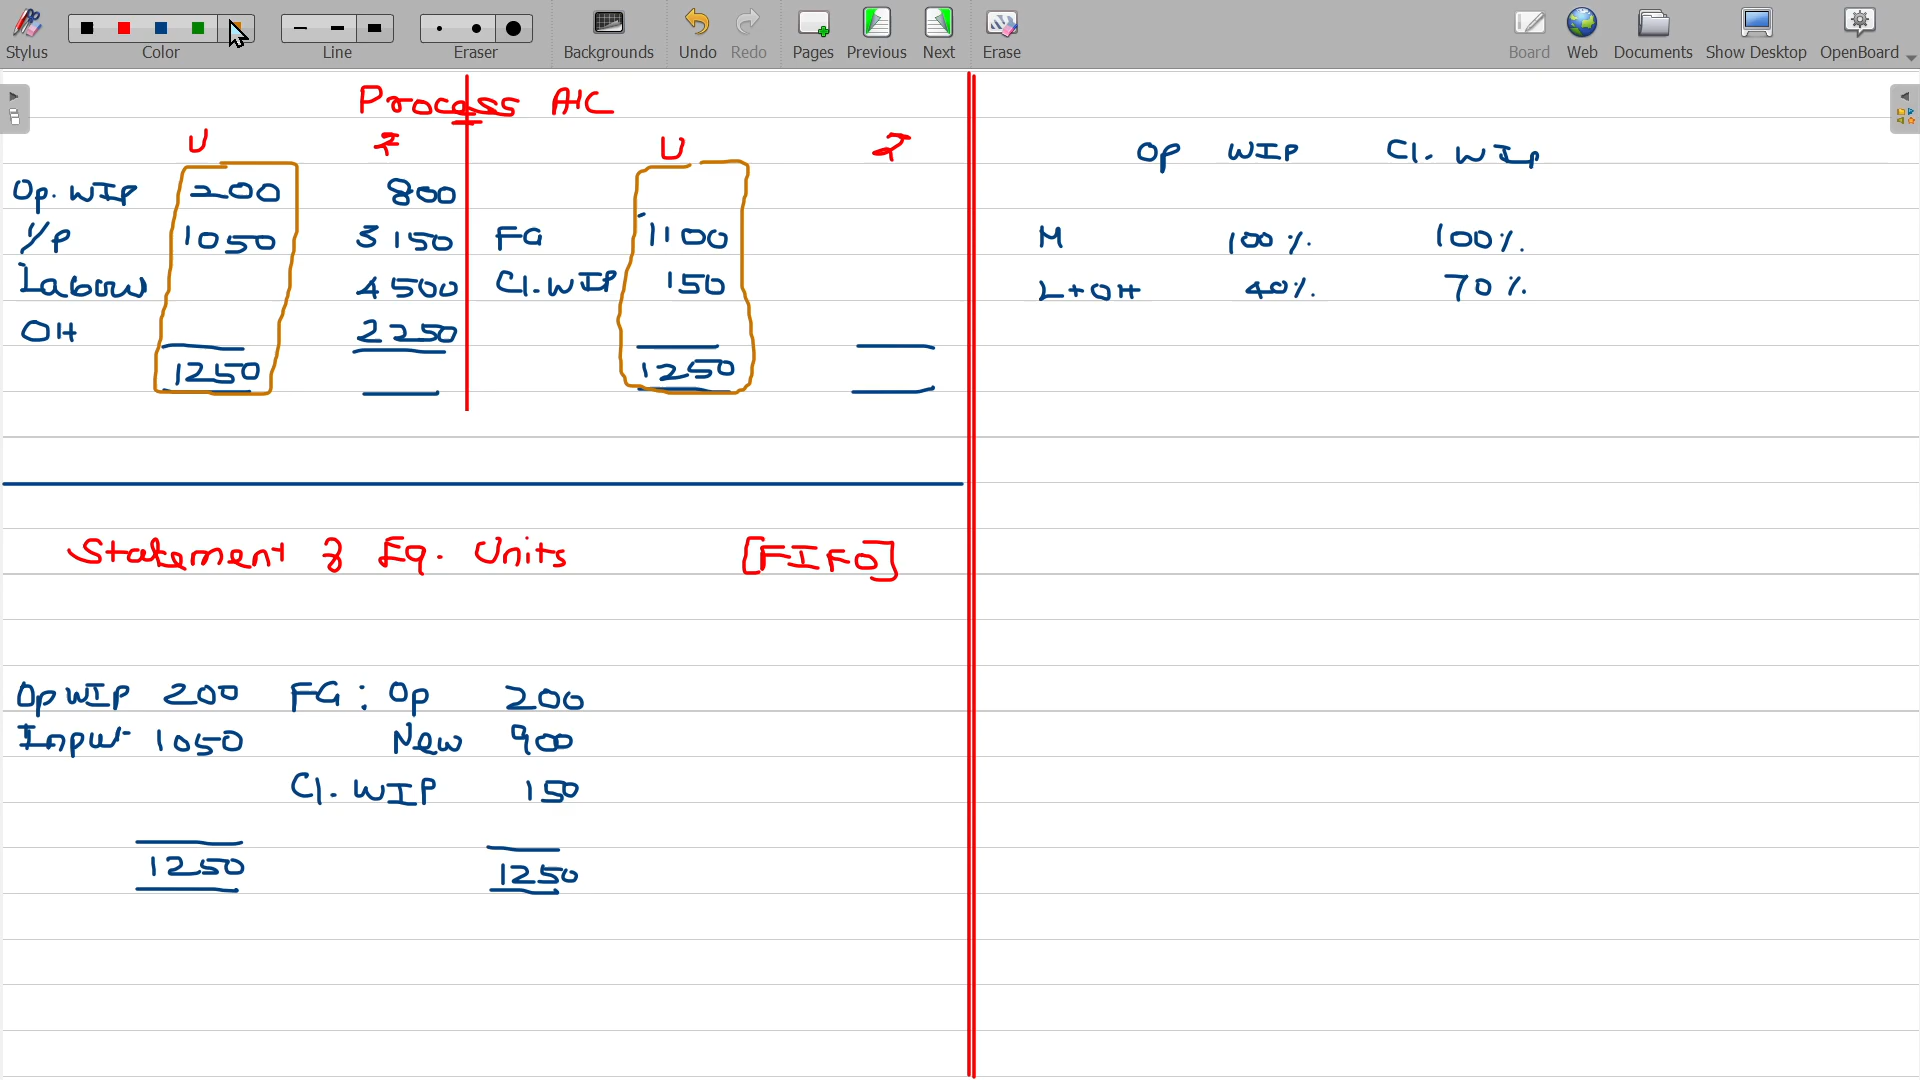 Stylus Color Line Eraser Backgrounds Undo Redo Pages Previous Next Erase Board Web Documents Show Desktop OpenBoard
Process A/C
U ₹ U ₹
Op. WIP 200 800
I/P 1050 3150 FG 1100
Labour 4500 Cl. WIP 150
OH 2250
1250 1250
Op WIP Cl. WIP
M 100 % 100 %
L + OH 40 % 70 %
Statement of Eq. Units [FIFO]
Op WIP 200 FG : Op 200
Input 1050 New 900
Cl. WIP 150
1250 1250